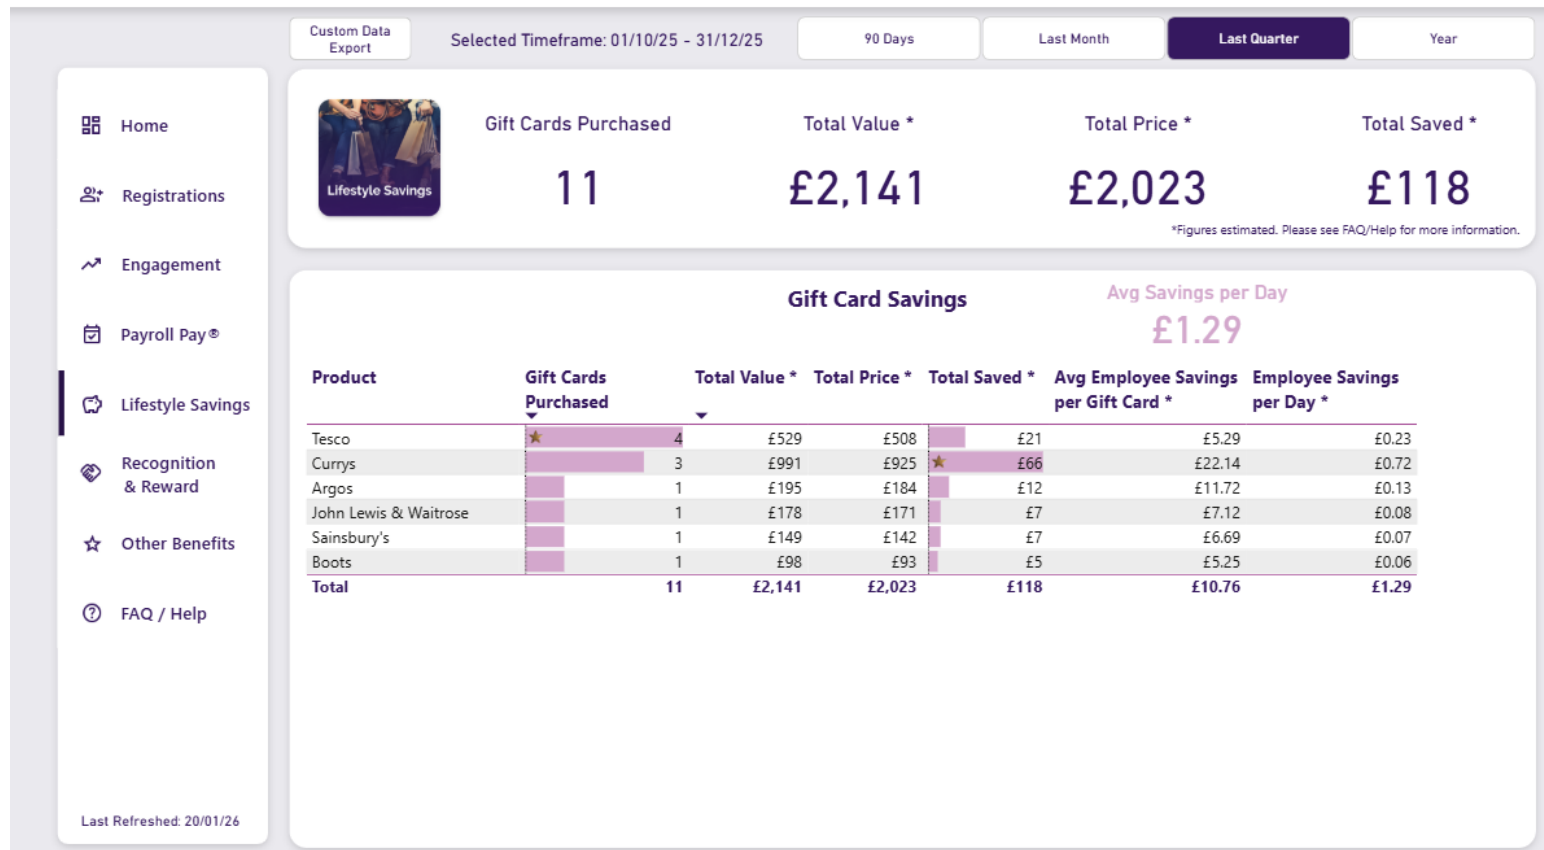 Custom Data
Export
Selected Timeframe: 01/10/25 - 31/12/25
90 Days
Last Month
Last Quarter
Year
Home
Registrations
Engagement
Payroll Pay®
Lifestyle Savings
Recognition
& Reward
Other Benefits
FAQ / Help
Last Refreshed: 20/01/26
Lifestyle Savings
Gift Cards Purchased
11
Total Value *
£2,141
Total Price *
£2,023
Total Saved *
£118
*Figures estimated. Please see FAQ/Help for more information.
Gift Card Savings
Avg Savings per Day
£1.29
Product Gift Cards Purchased Total Value * Total Price * Total Saved * Avg Employee Savings per Gift Card * Employee Savings per Day *
Tesco 4 £529 £508 £21 £5.29 £0.23
Currys 3 £991 £925 £66 £22.14 £0.72
Argos 1 £195 £184 £12 £11.72 £0.13
John Lewis & Waitrose 1 £178 £171 £7 £7.12 £0.08
Sainsbury's 1 £149 £142 £7 £6.69 £0.07
Boots 1 £98 £93 £5 £5.25 £0.06
Total 11 £2,141 £2,023 £118 £10.76 £1.29